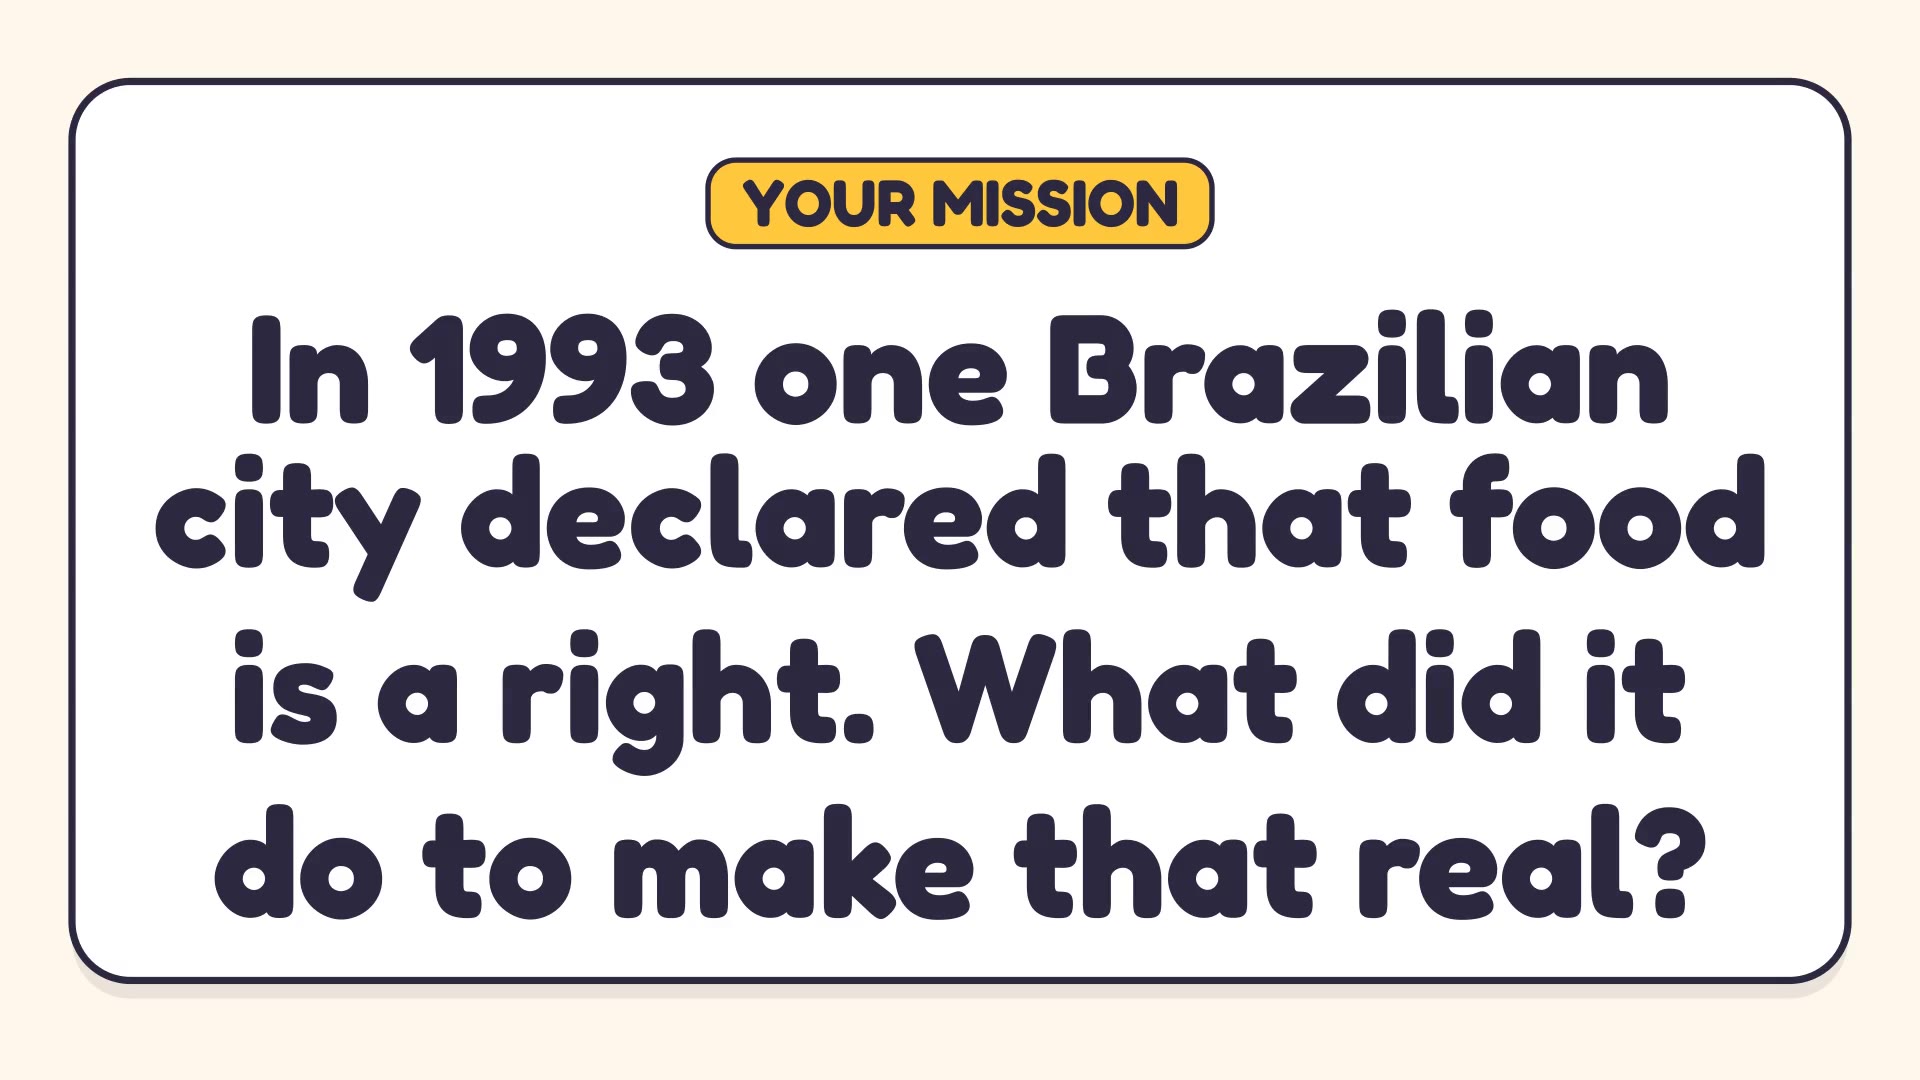 YOUR MISSION
In 1993 one Brazilian
city declared that food
is a right. What did it
do to make that real?